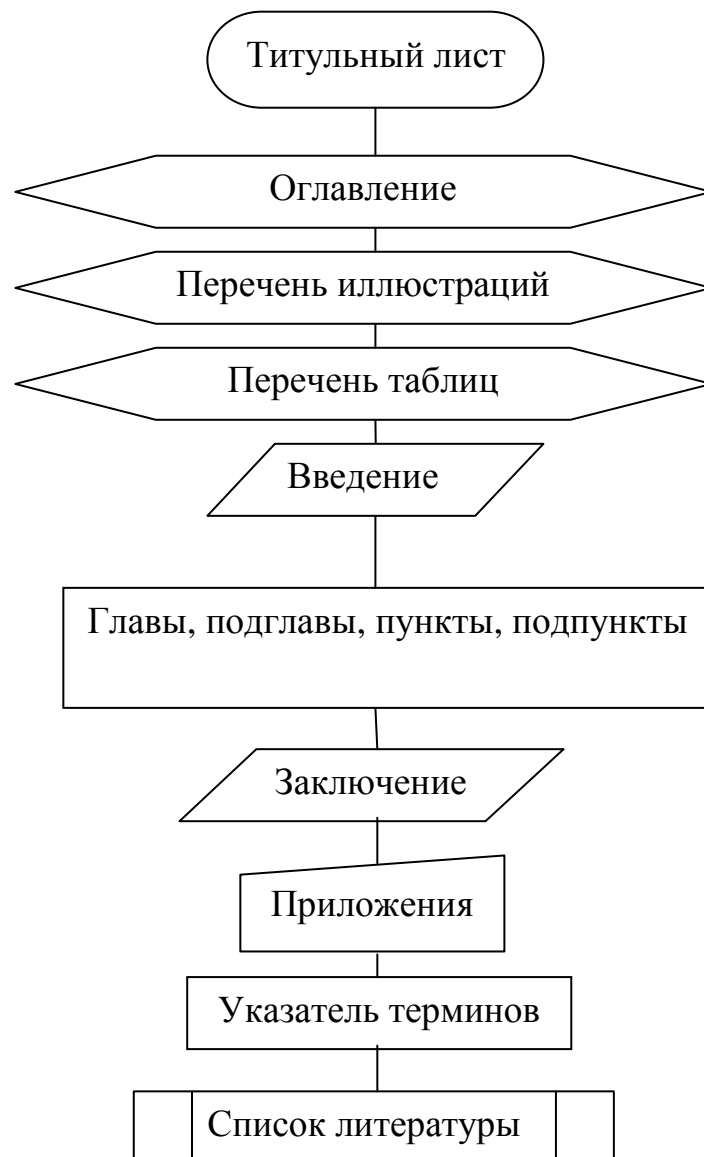 Титульный лист
Оглавление
Перечень иллюстраций
Перечень таблиц
Введение
Главы, подглавы, пункты, подпункты
Заключение
Приложения
Указатель терминов
Список литературы